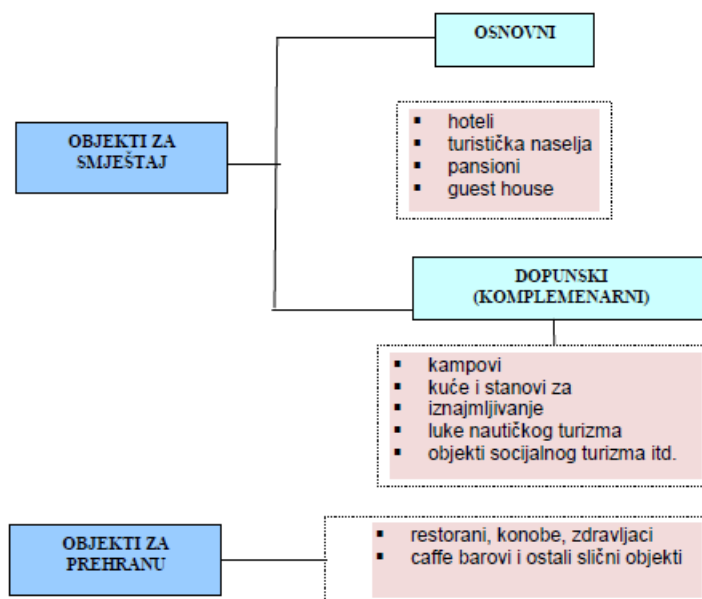 OSNOVNI
OBJEKTI ZA
SMJEŠTAJ
▪ hoteli
▪ turistička naselja
▪ pansioni
▪ guest house
DOPUNSKI
(KOMPLEMENARNI)
▪ kampovi
▪ kuće i stanovi za
▪ iznajmljivanje
▪ luke nautičkog turizma
▪ objekti socijalnog turizma itd.
OBJEKTI ZA
PREHRANU
▪ restorani, konobe, zdravljaci
▪ caffe barovi i ostali slični objekti